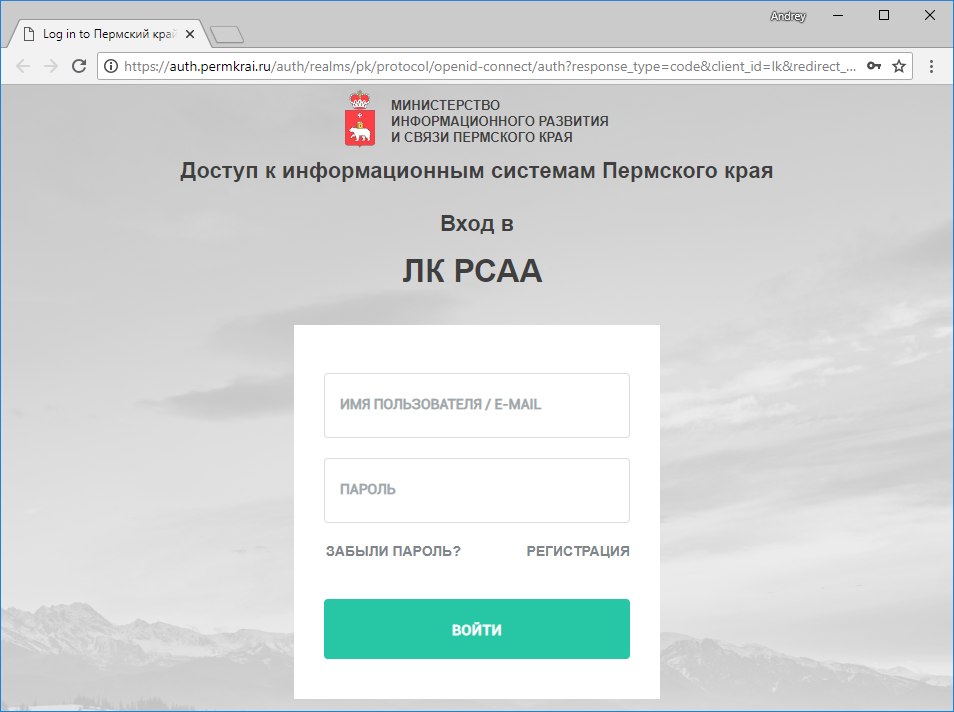 Andrey
Log in to Пермский край
https://auth.permkrai.ru/auth/realms/pk/protocol/openid-connect/auth?response_type=code&client_id=lk&redirect_...
МИНИСТЕРСТВО
ИНФОРМАЦИОННОГО РАЗВИТИЯ
И СВЯЗИ ПЕРМСКОГО КРАЯ
Доступ к информационным системам Пермского края
Вход в
ЛК РСАА
ИМЯ ПОЛЬЗОВАТЕЛЯ / E-MAIL
ПАРОЛЬ
ЗАБЫЛИ ПАРОЛЬ?
РЕГИСТРАЦИЯ
ВОЙТИ